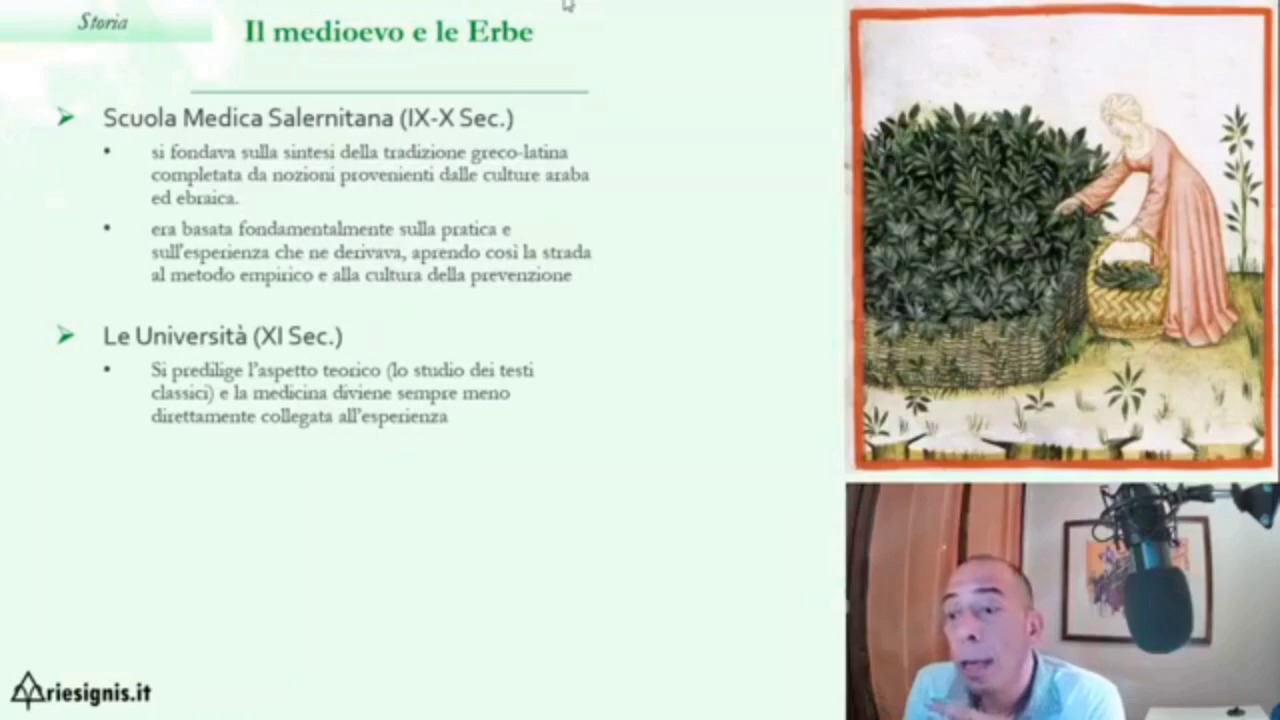 Storia
Il medioevo e le Erbe
Scuola Medica Salernitana (IX-X Sec.)
si fondava sulla sintesi della tradizione greco-latina
completata da nozioni provenienti dalle culture araba
ed ebraica.
era basata fondamentalmente sulla pratica e
sull'esperienza che ne derivava, aprendo così la strada
al metodo empirico e alla cultura della prevenzione
Le Università (XI Sec.)
Si predilige l'aspetto teorico (lo studio dei testi
classici) e la medicina diviene sempre meno
direttamente collegata all'esperienza
riesignis.it